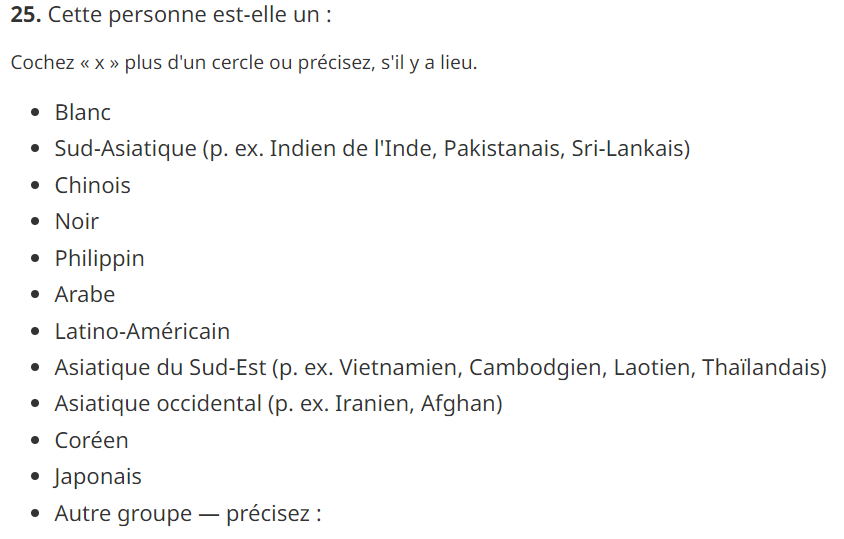 25. Cette personne est-elle un :
Cochez « x » plus d'un cercle ou précisez, s'il y a lieu.
• Blanc
• Sud-Asiatique (p. ex. Indien de l'Inde, Pakistanais, Sri-Lankais)
• Chinois
• Noir
• Philippin
• Arabe
• Latino-Américain
• Asiatique du Sud-Est (p. ex. Vietnamien, Cambodgien, Laotien, Thaïlandais)
• Asiatique occidental (p. ex. Iranien, Afghan)
• Coréen
• Japonais
• Autre groupe — précisez :